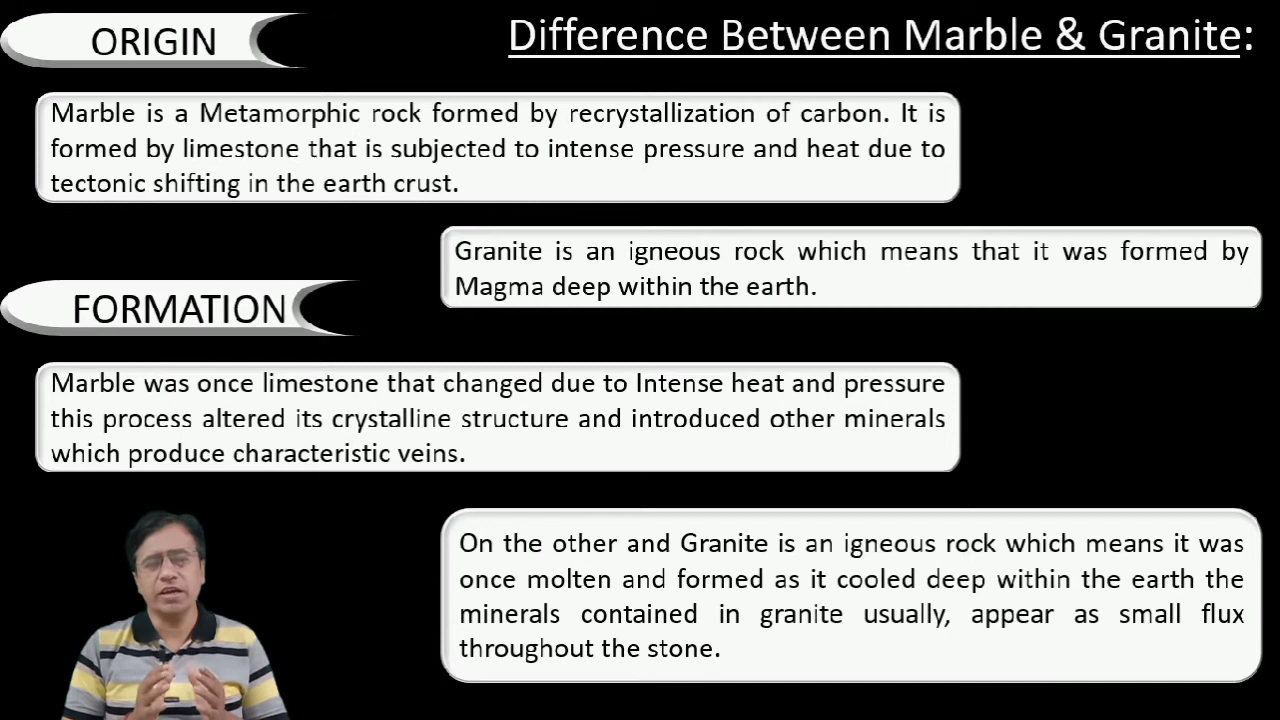 ORIGIN
Difference Between Marble & Granite:
Marble is a Metamorphic rock formed by recrystallization of carbon. It is
formed by limestone that is subjected to intense pressure and heat due to
tectonic shifting in the earth crust.
Granite is an igneous rock which means that it was formed by
Magma deep within the earth.
FORMATION
Marble was once limestone that changed due to Intense heat and pressure
this process altered its crystalline structure and introduced other minerals
which produce characteristic veins.
On the other and Granite is an igneous rock which means it was
once molten and formed as it cooled deep within the earth the
minerals contained in granite usually, appear as small flux
throughout the stone.